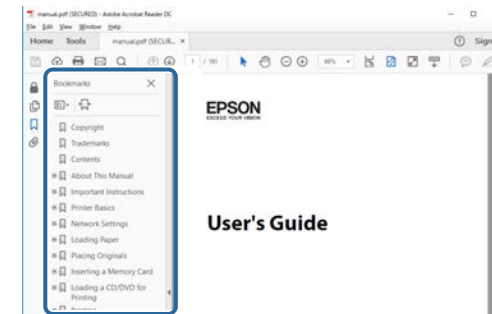 manual.pdf (SECURED) - Adobe Acrobat Reader DC
File Edit View Window Help
Home Tools manual.pdf (SECUR... × Sign
1 / 191
Bookmarks ×
Copyright
Trademarks
Contents
About This Manual
Important Instructions
Printer Basics
Network Settings
Loading Paper
Placing Originals
Inserting a Memory Card
Loading a CD/DVD for
Printing
EPSON
EXCEED YOUR VISION
User's Guide